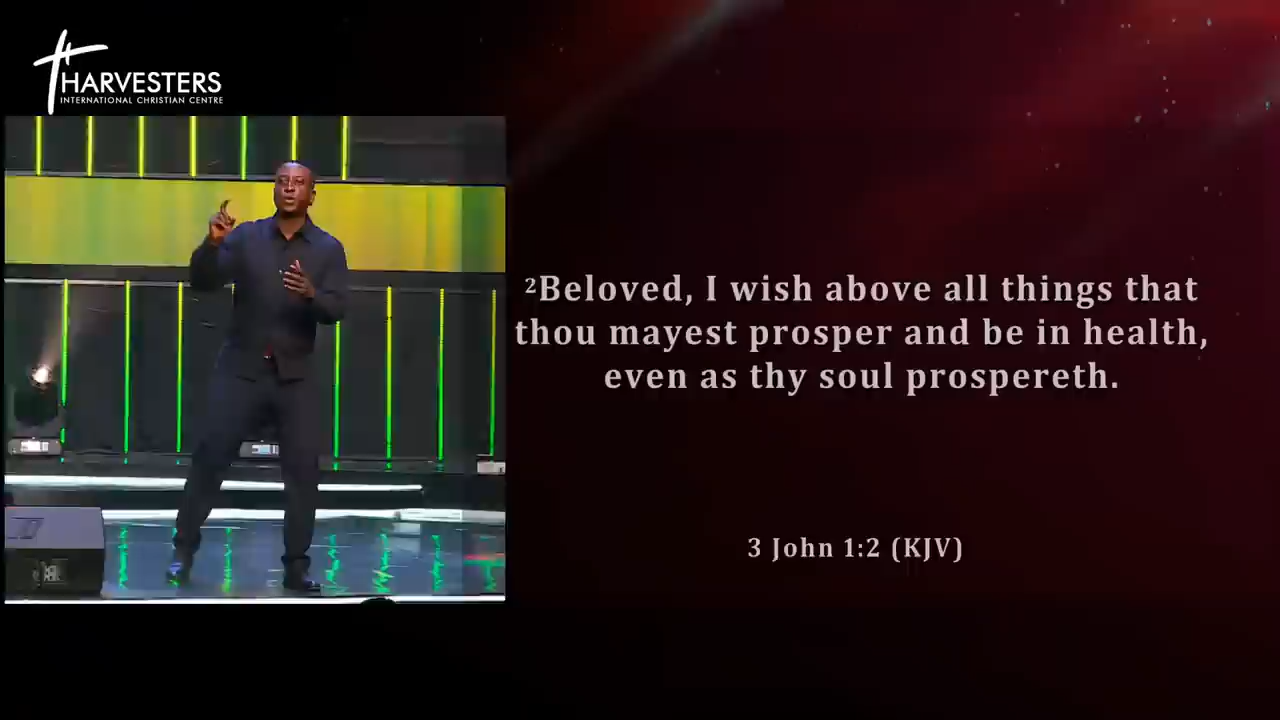 HARVESTERS
INTERNATIONAL CHRISTIAN CENTRE
²Beloved, I wish above all things that
thou mayest prosper and be in health,
even as thy soul prospereth.
3 John 1:2 (KJV)